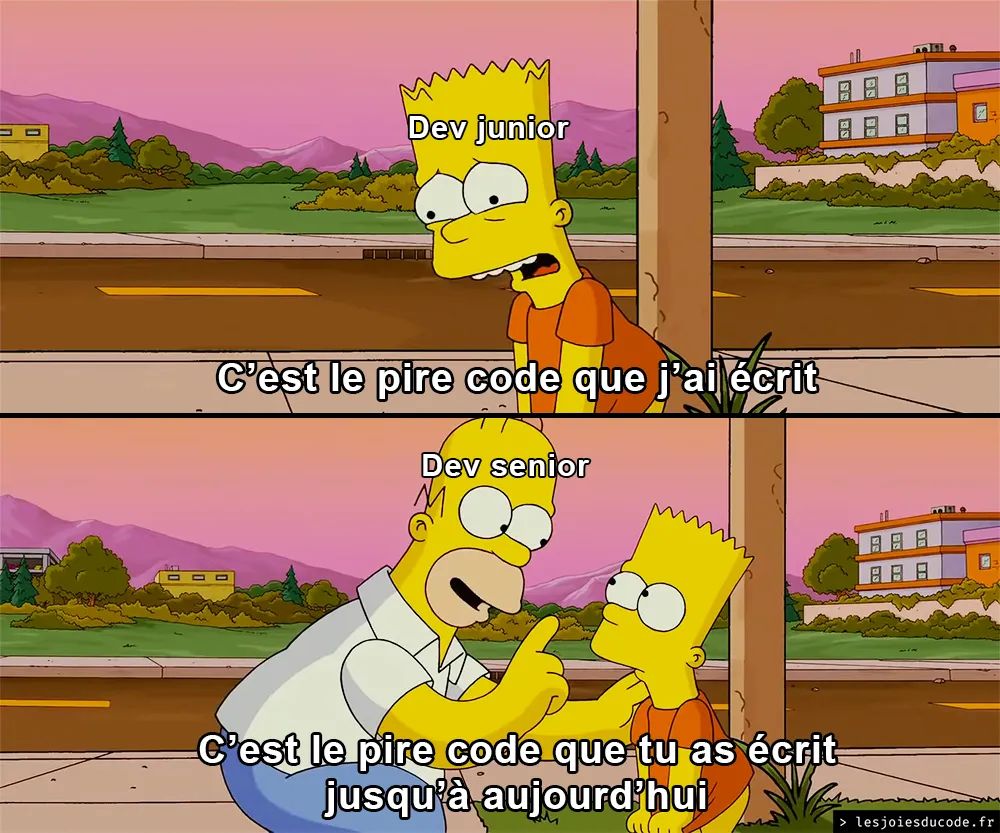 Dev junior
C’est le pire code que j’ai écrit
Dev senior
C’est le pire code que tu as écrit
jusqu’à aujourd’hui
> lesjoiesducode.fr